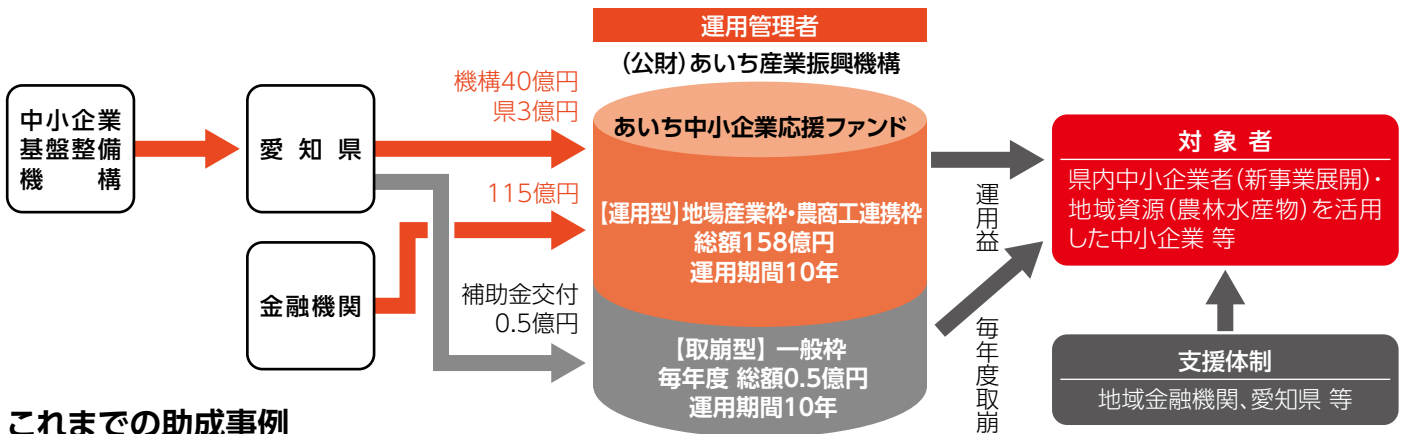 運用管理者
（公財）あいち産業振興機構
中小企業
基盤整備
機構
愛知県
金融機関
機構40億円
県3億円
115億円
補助金交付
0.5億円
あいち中小企業応援ファンド
【運用型】地場産業枠・農商工連携枠
総額158億円
運用期間10年
【取崩型】一般枠
毎年度 総額0.5億円
運用期間10年
運用益
毎年度取崩
対象者
県内中小企業者（新事業展開）・
地域資源（農林水産物）を活用
した中小企業 等
支援体制
地域金融機関、愛知県 等
これまでの助成事例